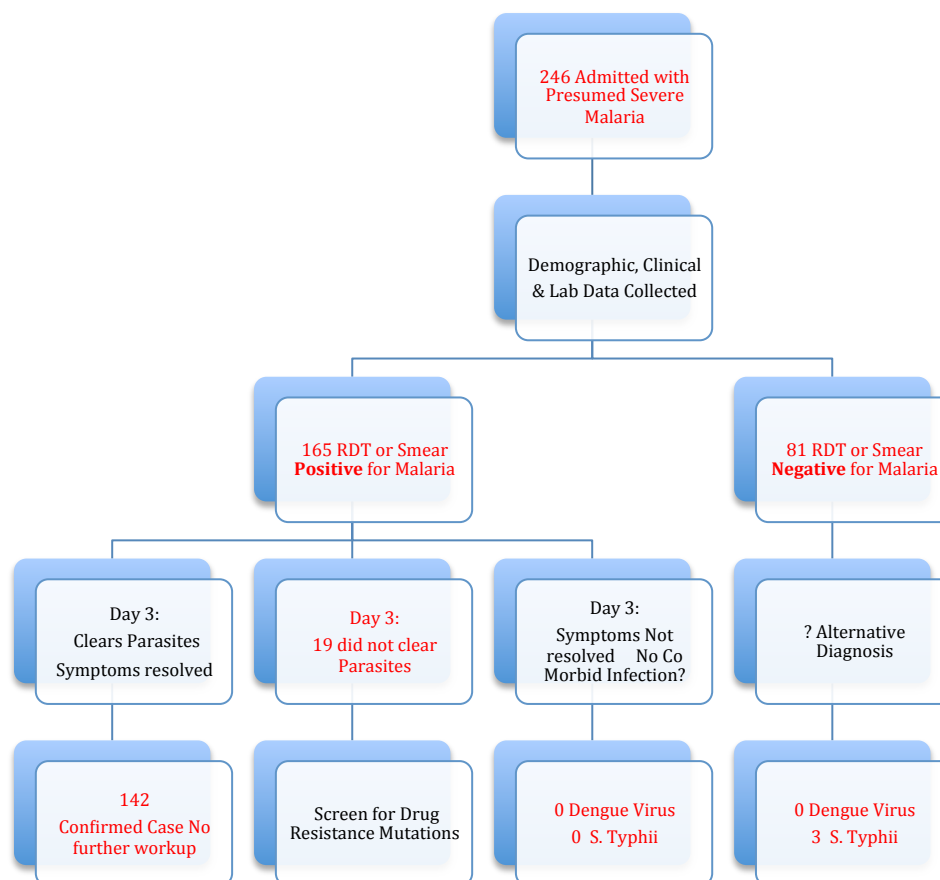 246 Admitted with
Presumed Severe
Malaria
Demographic, Clinical
& Lab Data Collected
165 RDT or Smear
Positive for Malaria
81 RDT or Smear
Negative for Malaria
Day 3:
Clears Parasites
Symptoms resolved
Day 3:
19 did not clear
Parasites
Day 3:
Symptoms Not
resolved No Co
Morbid Infection?
? Alternative
Diagnosis
142
Confirmed Case No
further workup
Screen for Drug
Resistance Mutations
0 Dengue Virus
0 S. Typhii
0 Dengue Virus
3 S. Typhii